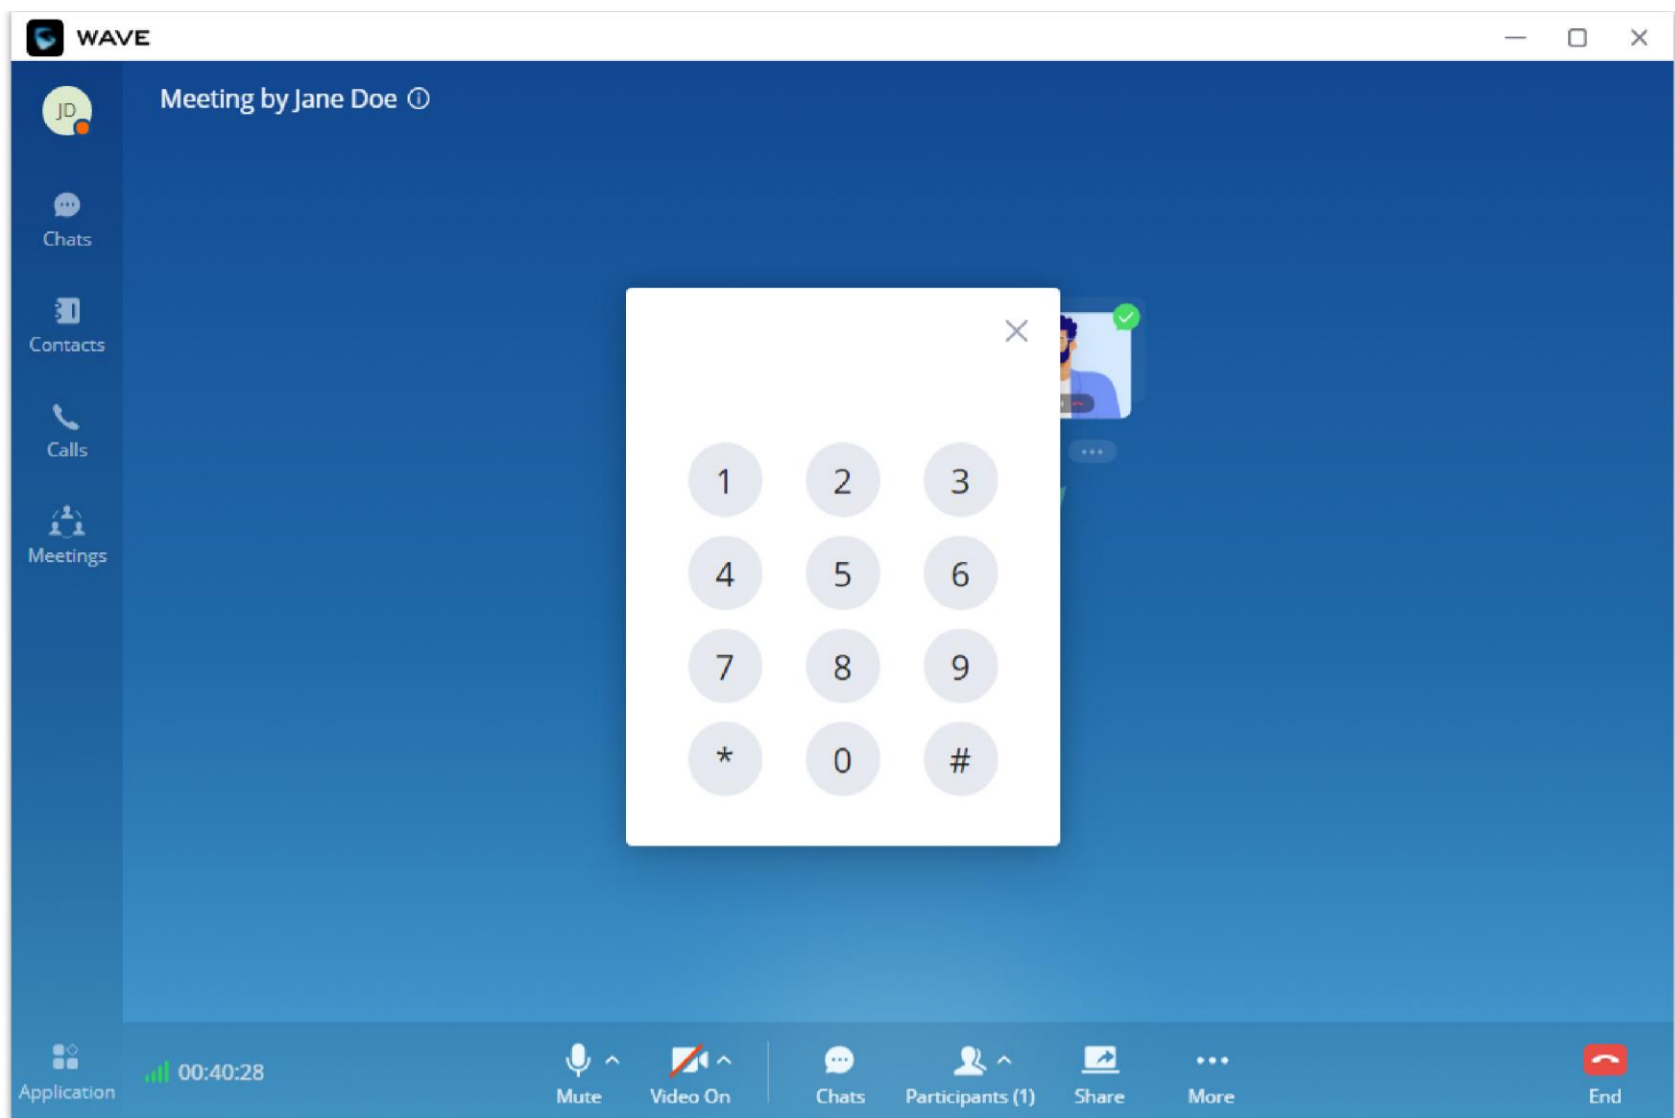 WAVE
JD
Meeting by Jane Doe
Chats
Contacts
Calls
Meetings
1 2 3
4 5 6
7 8 9
* 0 #
Application
00:40:28
Mute
Video On
Chats
Participants (1)
Share
More
End